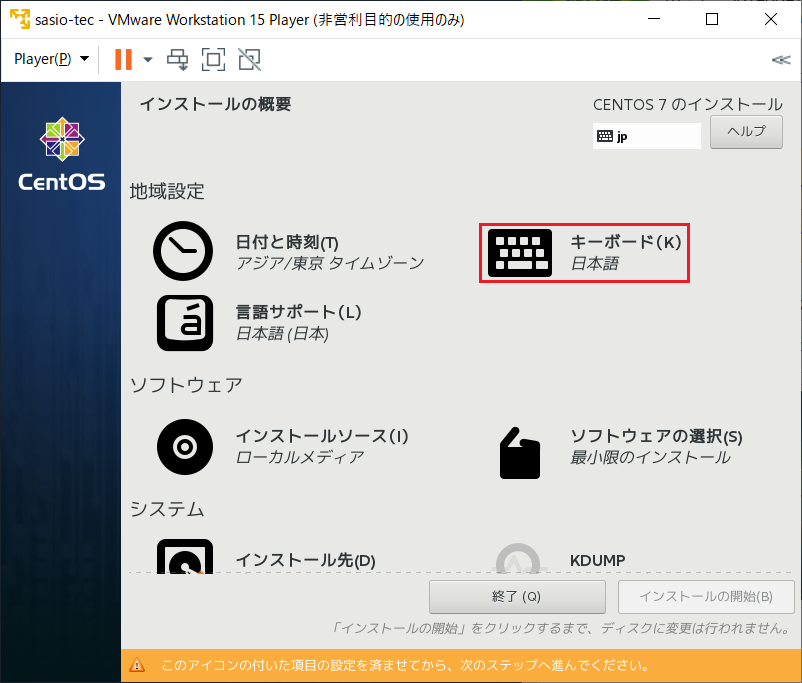 sasio-tec - VMware Workstation 15 Player (非営利目的の使用のみ)
Player(P)
CentOS
インストールの概要
CENTOS 7 のインストール
jp
ヘルプ
地域設定
日付と時刻(T)
アジア/東京 タイムゾーン
キーボード(K)
日本語
言語サポート(L)
日本語 (日本)
ソフトウェア
インストールソース(I)
ローカルメディア
ソフトウェアの選択(S)
最小限のインストール
システム
インストール先(D)
KDUMP
終了 (Q)
インストールの開始(B)
「インストールの開始」をクリックするまで、ディスクに変更は行われません。
このアイコンの付いた項目の設定を済ませてから、次のステップへ進んでください。